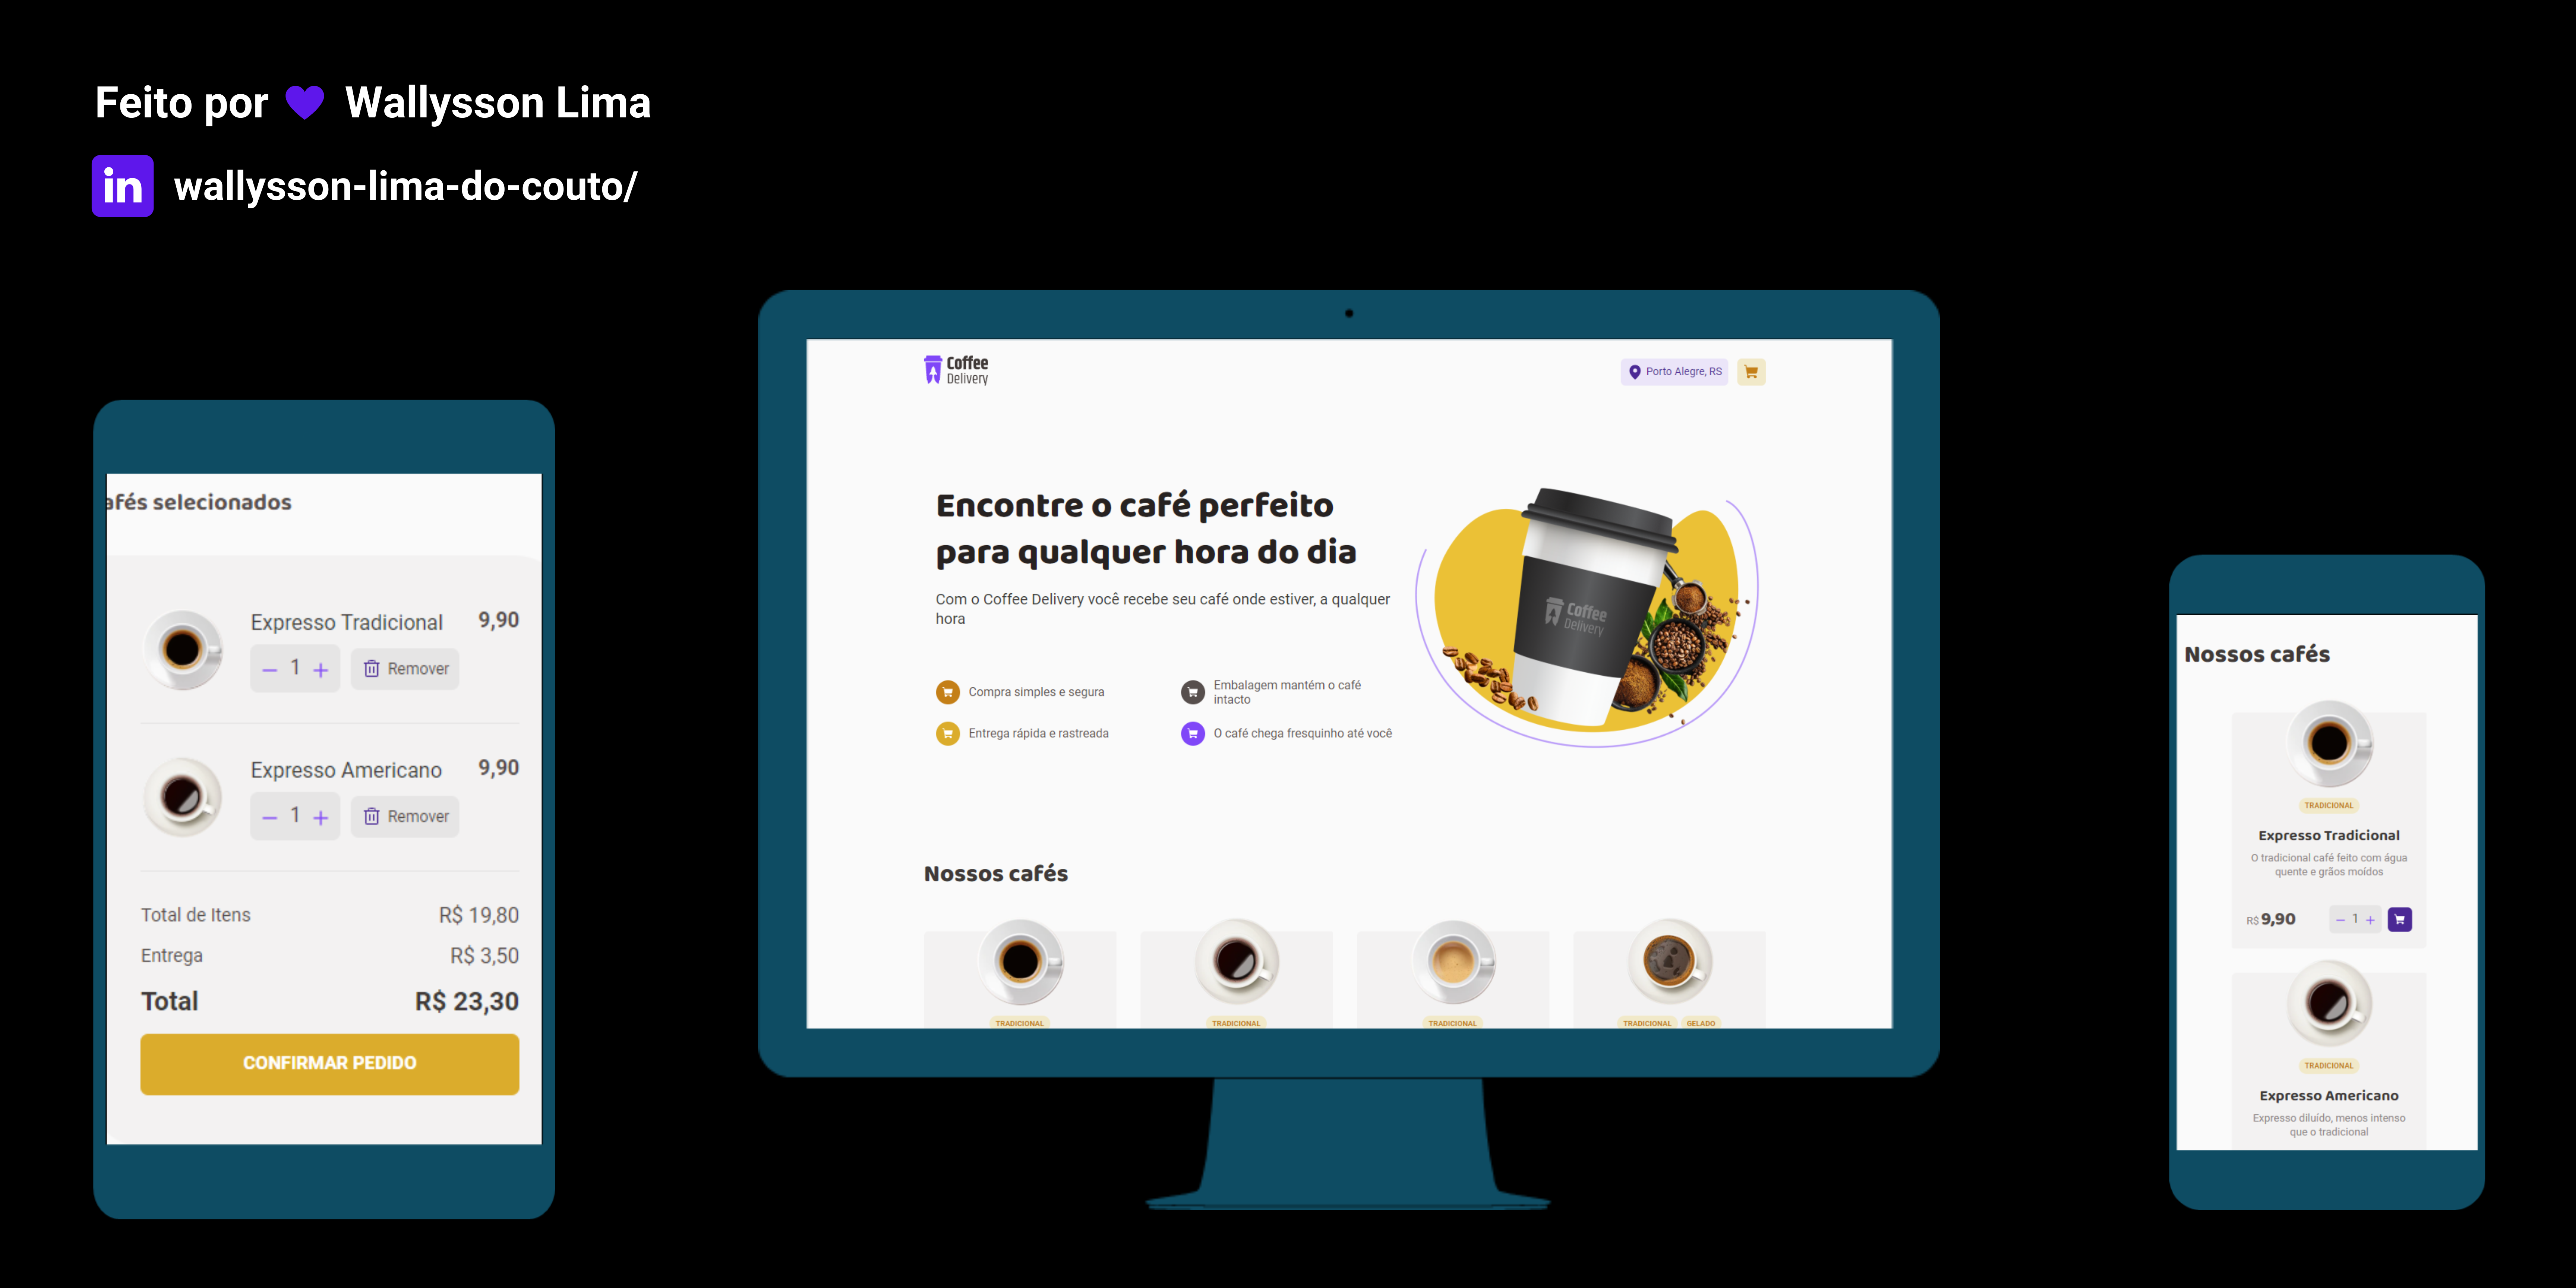 Feito por Wallysson Lima
in wallysson-lima-do-couto/
afés selecionados
Expresso Tradicional 9,90
1 Remover
Expresso Americano 9,90
1 Remover
Total de Itens R$ 19,80
Entrega R$ 3,50
Total R$ 23,30
CONFIRMAR PEDIDO
Coffee
Delivery
Porto Alegre, RS
Encontre o café perfeito
para qualquer hora do dia
Com o Coffee Delivery você recebe seu café onde estiver, a qualquer
hora
Compra simples e segura
Embalagem mantém o café
intacto
Entrega rápida e rastreada
O café chega fresquinho até você
Coffee
Delivery
Nossos cafés
TRADICIONAL
TRADICIONAL
TRADICIONAL
TRADICIONAL GELADO
Nossos cafés
TRADICIONAL
Expresso Tradicional
O tradicional café feito com água
quente e grãos moídos
R$ 9,90 − 1 +
TRADICIONAL
Expresso Americano
Expresso diluído, menos intenso
que o tradicional